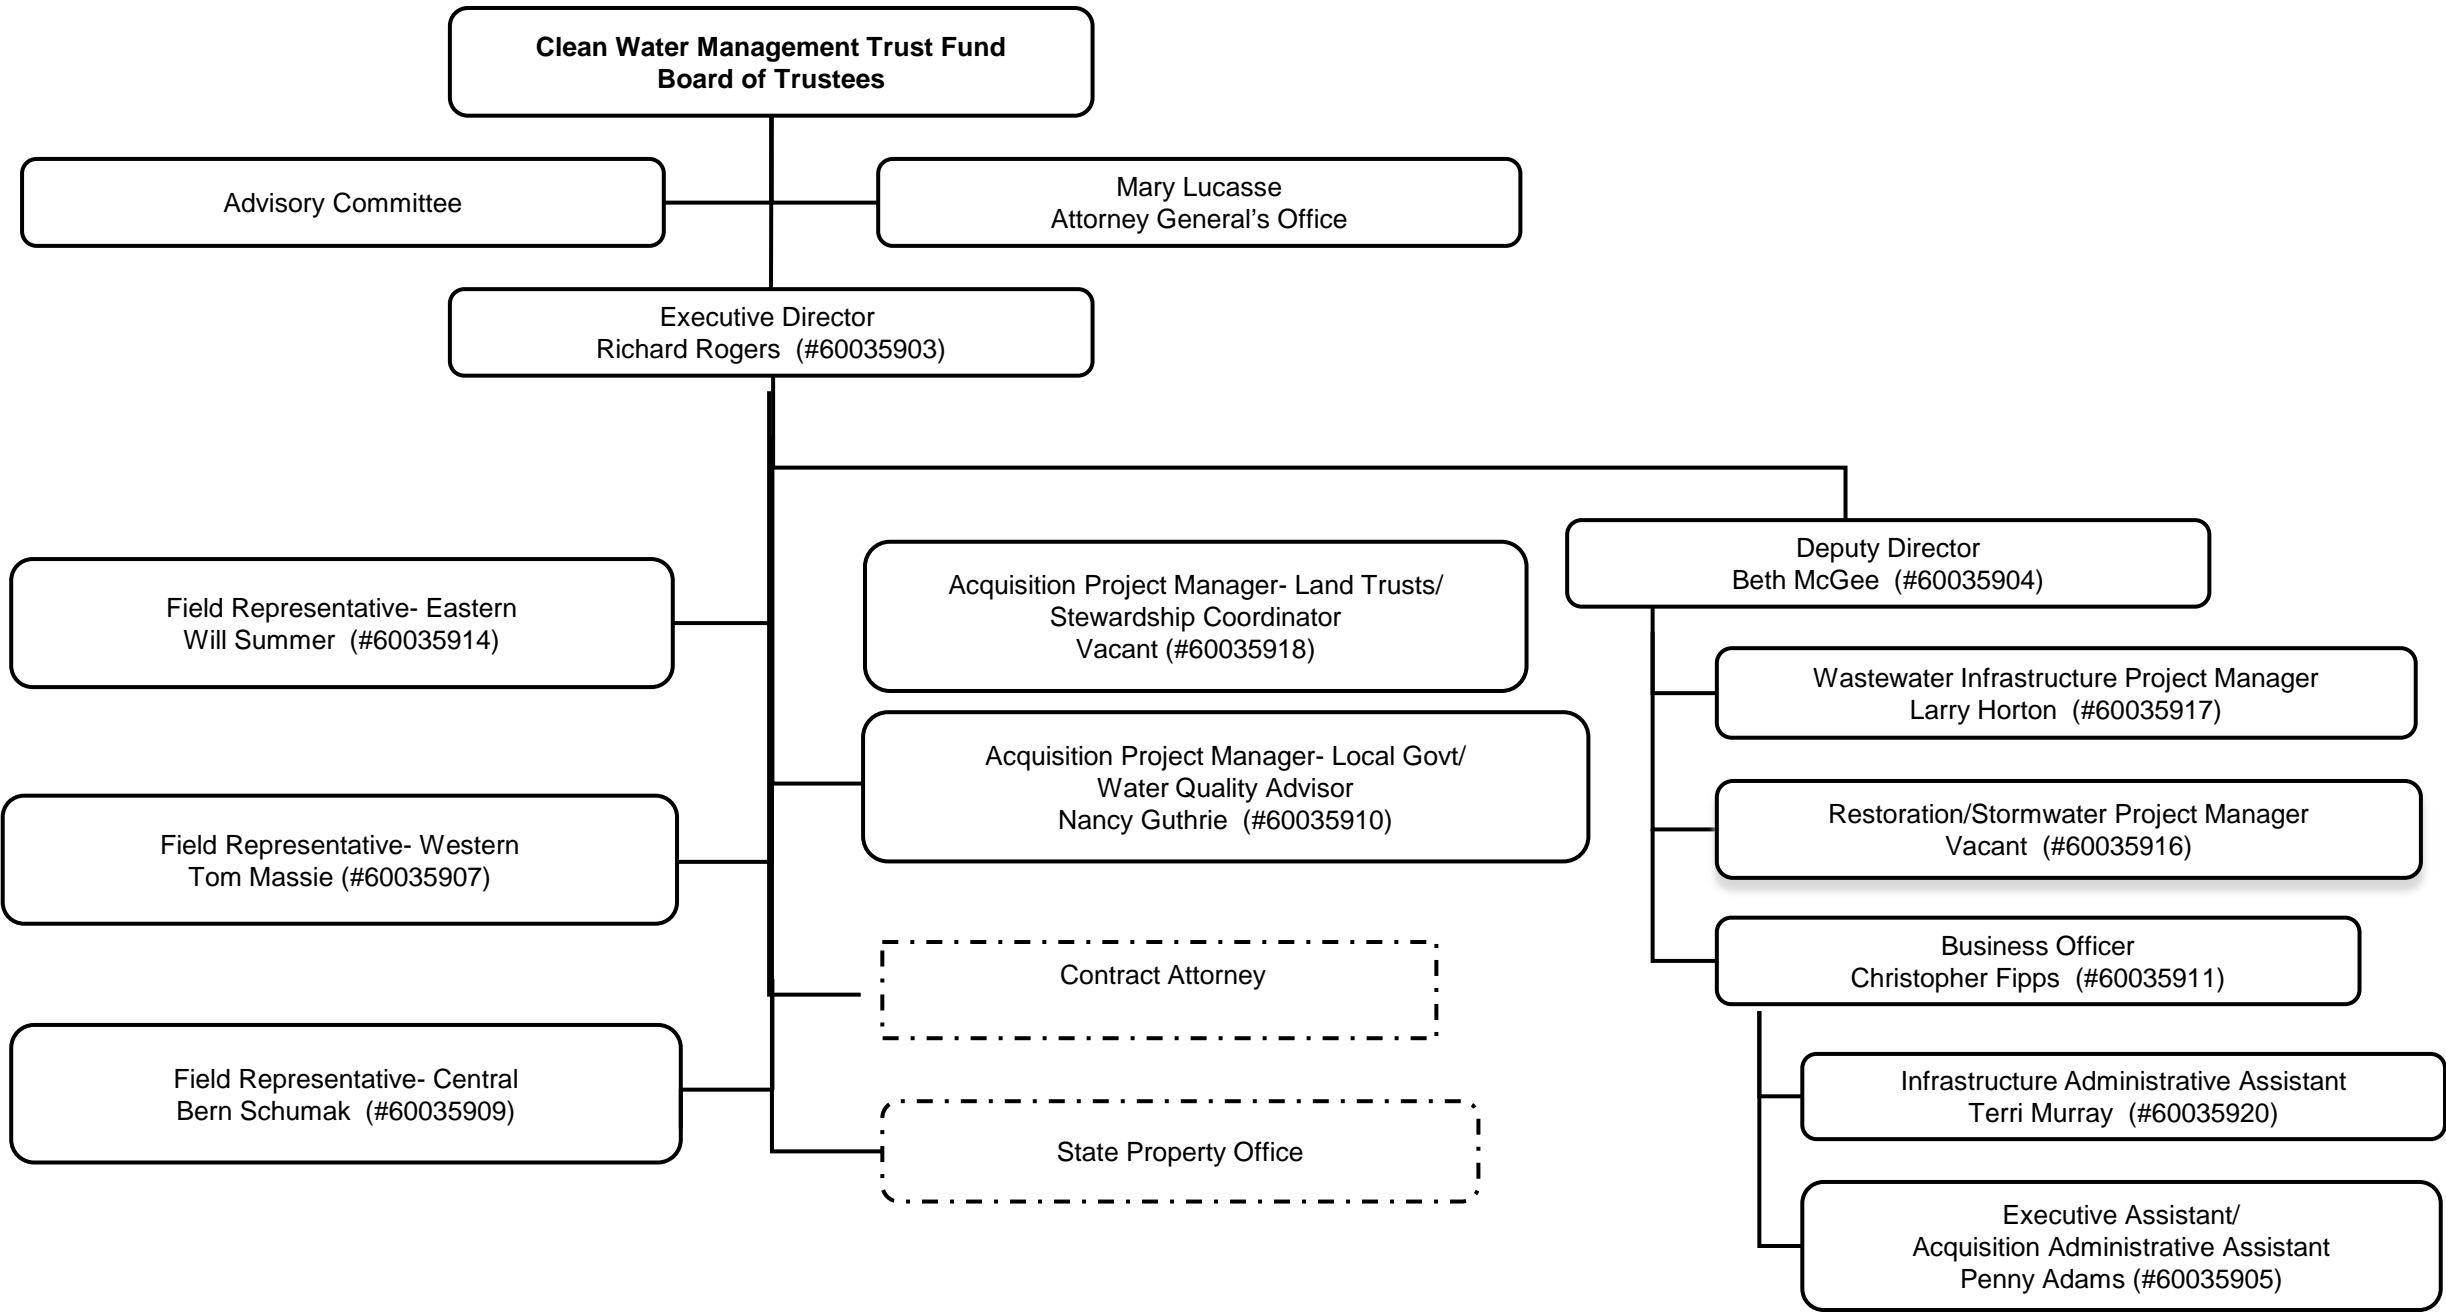 Clean Water Management Trust Fund
Board of Trustees
Advisory Committee
Mary Lucasse
Attorney General’s Office
Executive Director
Richard Rogers (#60035903)
Field Representative- Eastern
Will Summer (#60035914)
Field Representative- Western
Tom Massie (#60035907)
Field Representative- Central
Bern Schumak (#60035909)
Acquisition Project Manager- Land Trusts/
Stewardship Coordinator
Vacant (#60035918)
Acquisition Project Manager- Local Govt/
Water Quality Advisor
Nancy Guthrie (#60035910)
Contract Attorney
State Property Office
Deputy Director
Beth McGee (#60035904)
Wastewater Infrastructure Project Manager
Larry Horton (#60035917)
Restoration/Stormwater Project Manager
Vacant (#60035916)
Business Officer
Christopher Fipps (#60035911)
Infrastructure Administrative Assistant
Terri Murray (#60035920)
Executive Assistant/
Acquisition Administrative Assistant
Penny Adams (#60035905)